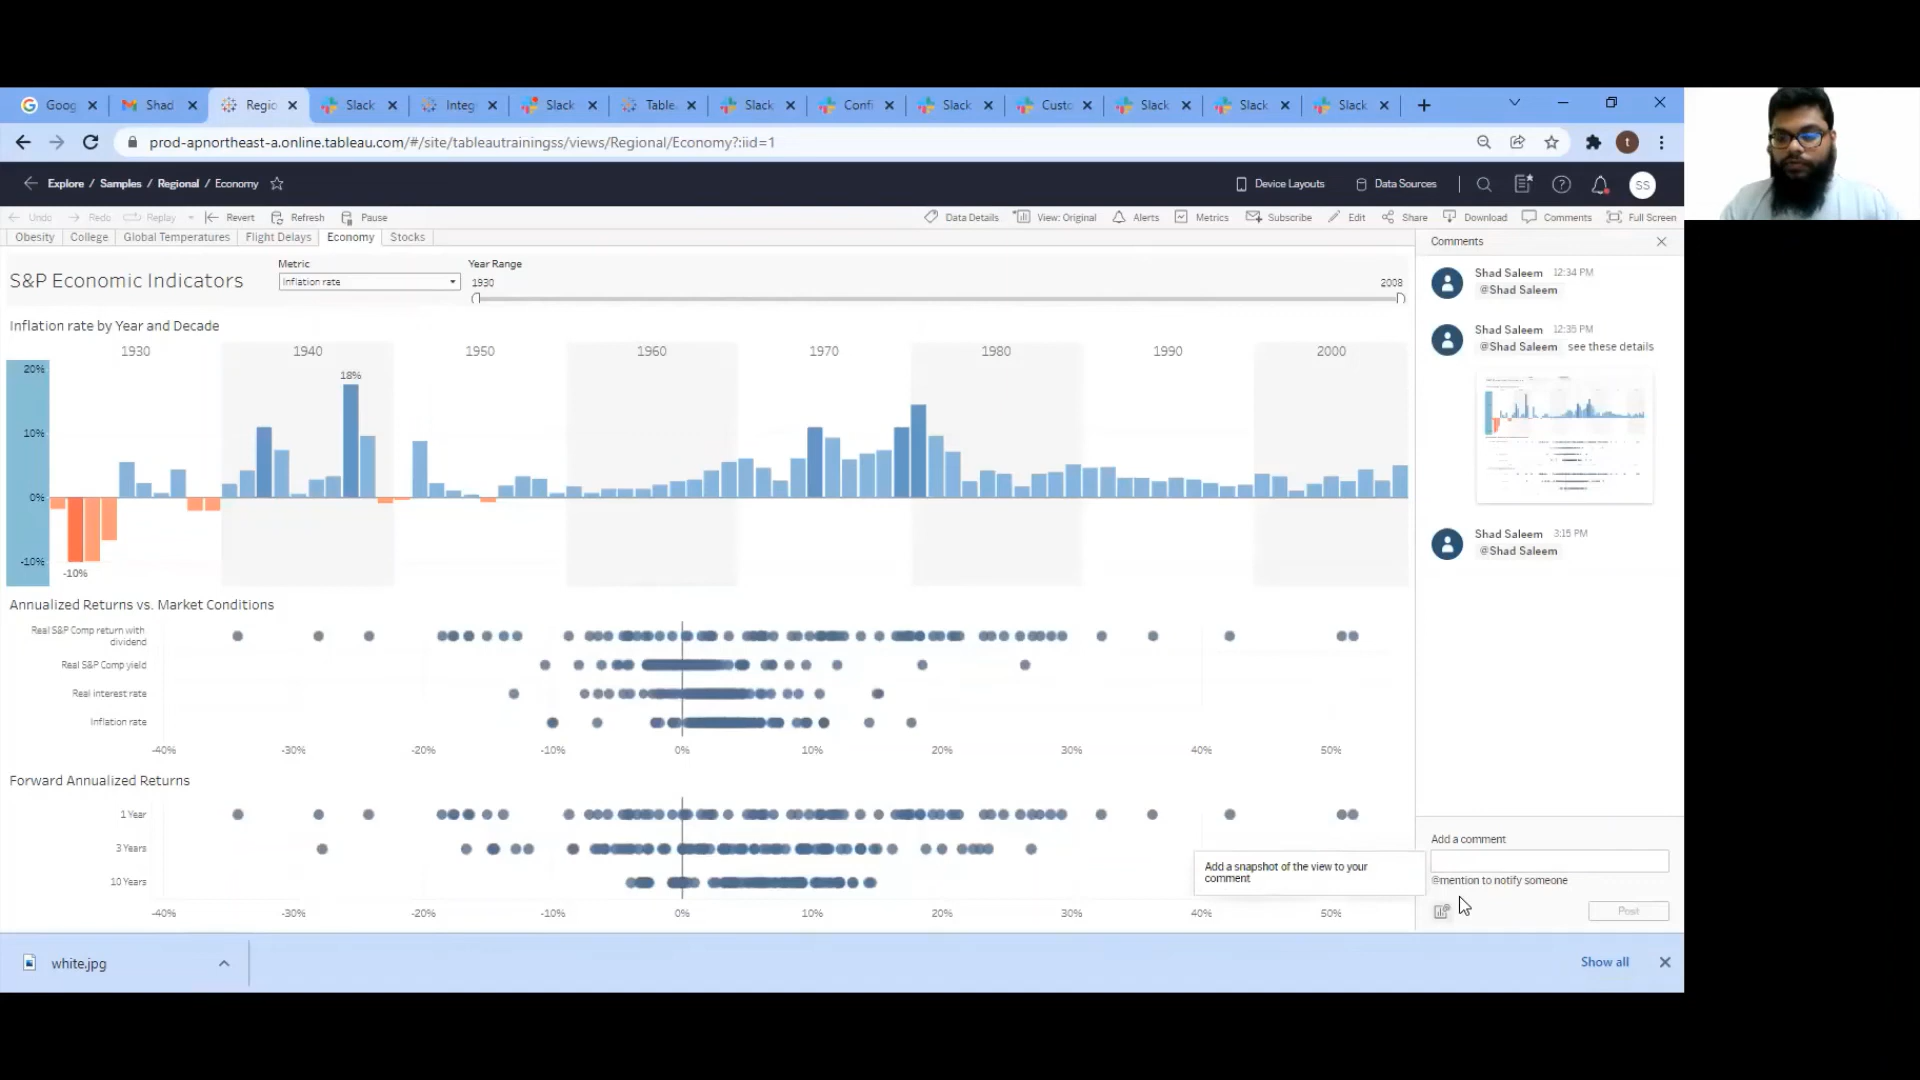 Goog
Shad
Regio
Slack
Integ
Slack
Table
Slack
Confi
Slack
Custo
Slack
Slack
Slack
prod-apnortheast-a.online.tableau.com/#/site/tableautrainingss/views/Regional/Economy?:iid=1
t
Explore / Samples / Regional / Economy
Device Layouts
Data Sources
SS
Undo
Redo
Replay
Revert
Refresh
Pause
Data Details
View: Original
Alerts
Metrics
Subscribe
Edit
Share
Download
Comments
Full Screen
Obesity
College
Global Temperatures
Flight Delays
Economy
Stocks
S&P Economic Indicators
Metric
Inflation rate
Year Range
1930
2008
Inflation rate by Year and Decade
1930
1940
1950
1960
1970
1980
1990
2000
20%
10%
0%
-10%
18%
-10%
Annualized Returns vs. Market Conditions
Real S&P Comp return with
dividend
Real S&P Comp yield
Real interest rate
Inflation rate
-40%
-30%
-20%
-10%
0%
10%
20%
30%
40%
50%
Forward Annualized Returns
1 Year
3 Years
10 Years
-40%
-30%
-20%
-10%
0%
10%
20%
30%
40%
50%
Comments
Shad Saleem 12:34 PM
@Shad Saleem
Shad Saleem 12:35 PM
@Shad Saleem see these details
Shad Saleem 3:15 PM
@Shad Saleem
Add a comment
@mention to notify someone
Post
Add a snapshot of the view to your
comment
white.jpg
Show all